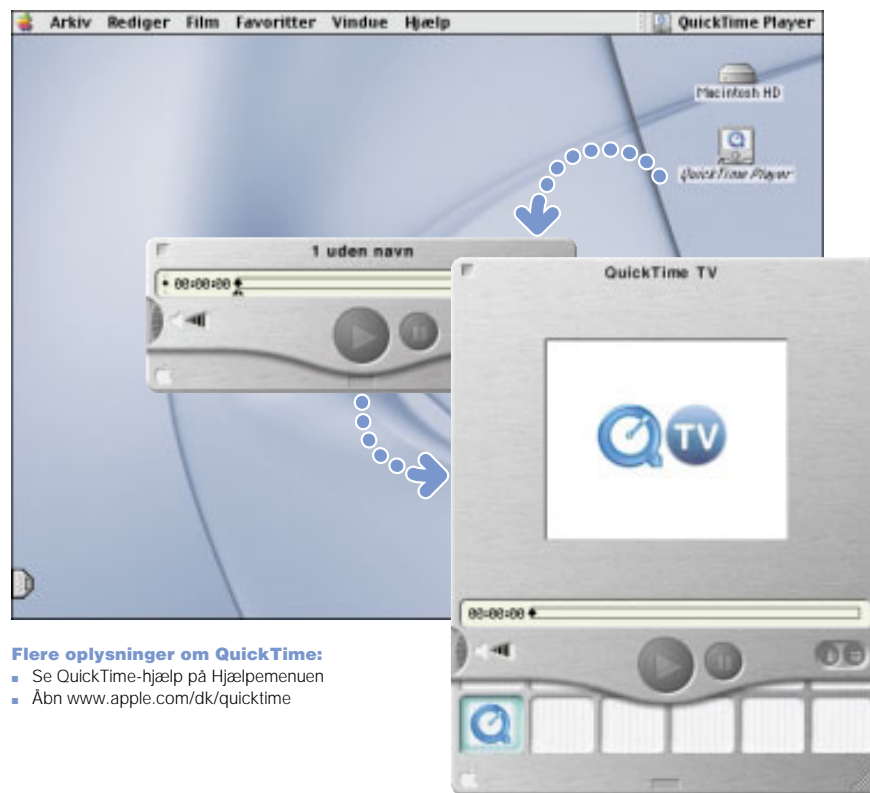 Arkiv Rediger Film Favoritter Vindue Hjælp QuickTime Player
Macintosh HD
QuickTime Player
1 uden navn
00:00:00
QuickTime TV
TV
00:00:00
Flere oplysninger om QuickTime:
Se QuickTime-hjælp på Hjælpemenuen
Åbn www.apple.com/dk/quicktime